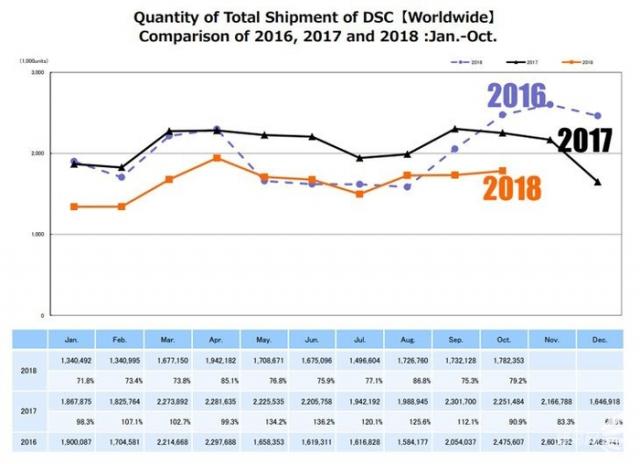 Quantity of Total Shipment of DSC【Worldwide】
Comparison of 2016, 2017 and 2018 :Jan.-Oct.
(1,000units)
2016 2017 2018
3,000
2016
2017
2,000
2018
1,000
0
Jan. Feb. Mar. Apr. May. Jun. Jul. Aug. Sep. Oct. Nov. Dec.
2018 1,340,492 1,340,995 1,677,150 1,942,182 1,708,671 1,675,096 1,496,604 1,726,760 1,732,128 1,782,353
71.8% 73.4% 73.8% 85.1% 76.8% 75.9% 77.1% 86.8% 75.3% 79.2%
2017 1,867,875 1,825,764 2,273,892 2,281,635 2,225,535 2,205,758 1,942,192 1,988,945 2,301,700 2,251,484 2,166,788 1,646,918
98.3% 107.1% 102.7% 99.3% 134.2% 136.2% 120.1% 125.6% 112.1% 90.9% 83.3%
2016 1,900,087 1,704,581 2,214,668 2,297,688 1,658,353 1,619,311 1,616,828 1,584,177 2,054,037 2,475,607 2,601,792